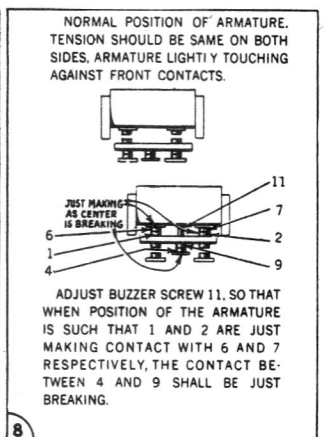 NORMAL POSITION OF ARMATURE.
TENSION SHOULD BE SAME ON BOTH
SIDES, ARMATURE LIGHTLY TOUCHING
AGAINST FRONT CONTACTS.
11
JUST MAKING
7
AS CENTER
IS BREAKING
6
2
1
4
9
ADJUST BUZZER SCREW 11, SO THAT
WHEN POSITION OF THE ARMATURE
IS SUCH THAT 1 AND 2 ARE JUST
MAKING CONTACT WITH 6 AND 7
RESPECTIVELY, THE CONTACT BE-
TWEEN 4 AND 9 SHALL BE JUST
BREAKING.
8